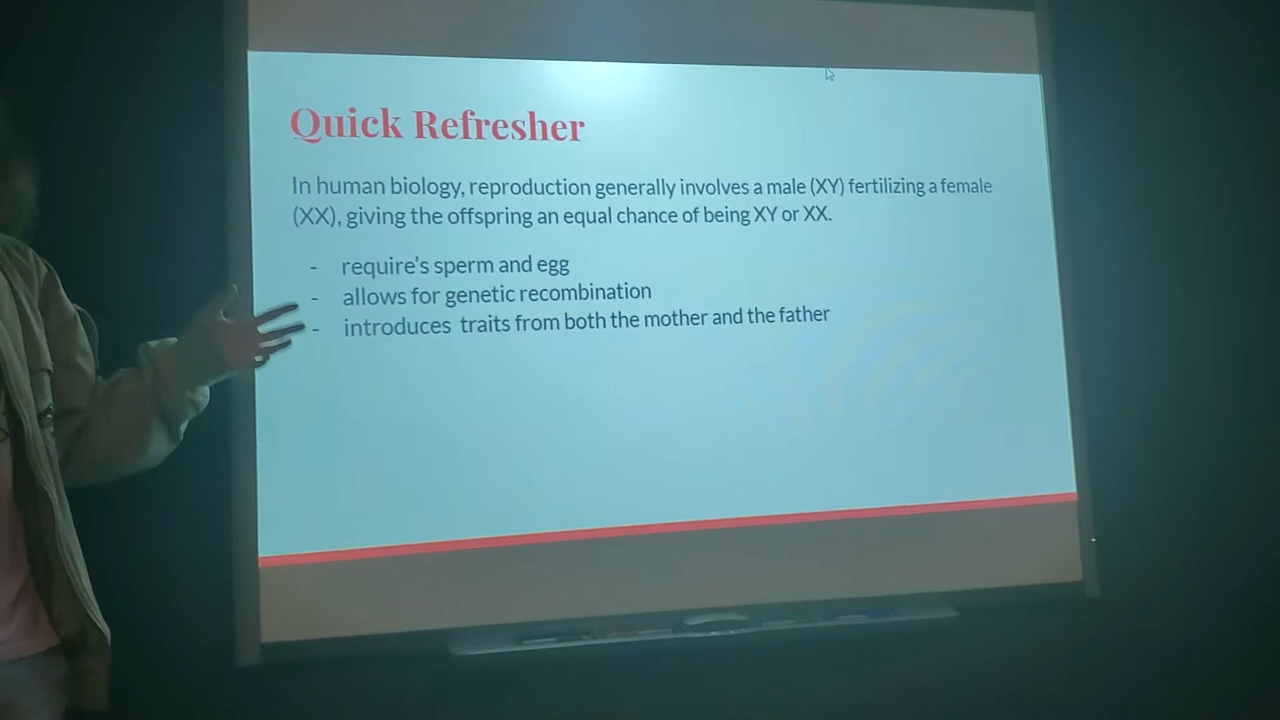 Quick Refresher
In human biology, reproduction generally involves a male (XY) fertilizing a female
(XX), giving the offspring an equal chance of being XY or XX.
- require's sperm and egg
- allows for genetic recombination
- introduces traits from both the mother and the father